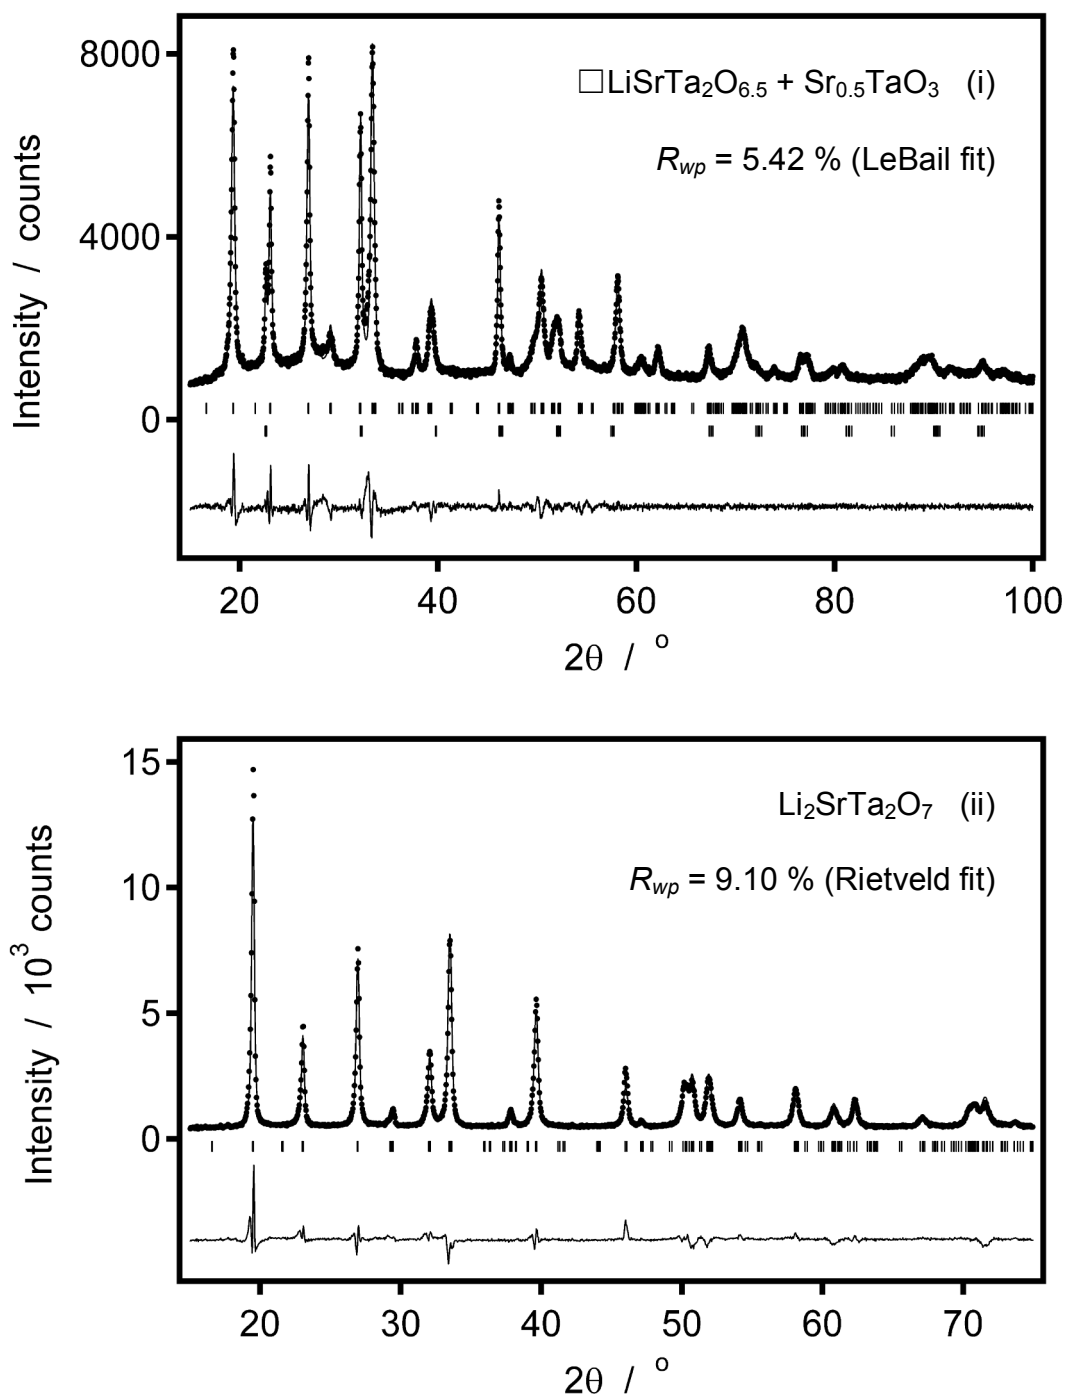 8000
4000
0
Intensity / counts
□LiSrTa₂O₆.₅ + Sr₀.₅TaO₃ (i)
Rwp = 5.42 % (LeBail fit)
20 40 60 80 100
2θ / °
15
10
5
0
Intensity / 10³ counts
Li₂SrTa₂O₇ (ii)
Rwp = 9.10 % (Rietveld fit)
20 30 40 50 60 70
2θ / °